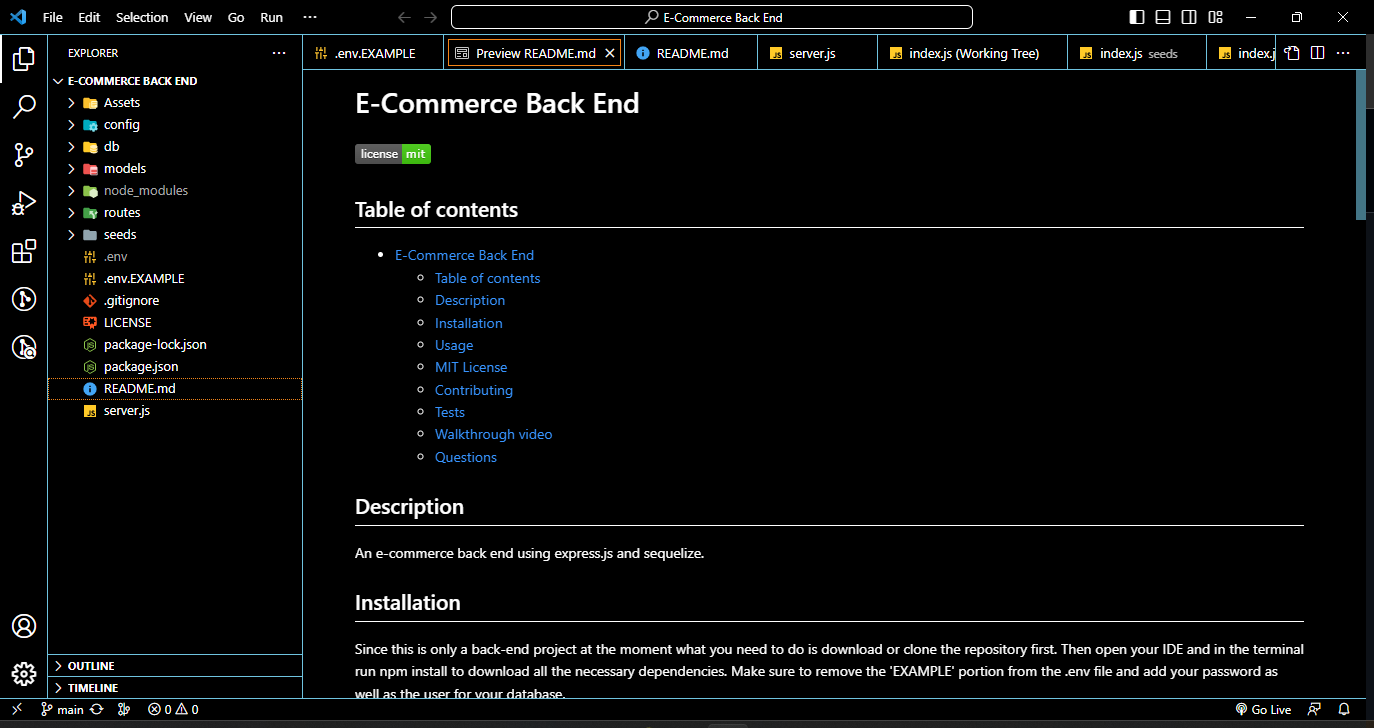 File Edit Selection View Go Run ···
E-Commerce Back End
EXPLORER ···
E-COMMERCE BACK END
Assets
config
db
models
node_modules
routes
seeds
.env
.env.EXAMPLE
.gitignore
LICENSE
package-lock.json
package.json
README.md
server.js
OUTLINE
TIMELINE
.env.EXAMPLE
Preview README.md
README.md
server.js
index.js (Working Tree)
index.js seeds
index.j
E-Commerce Back End
license mit
Table of contents
E-Commerce Back End
Table of contents
Description
Installation
Usage
MIT License
Contributing
Tests
Walkthrough video
Questions
Description
An e-commerce back end using express.js and sequelize.
Installation
Since this is only a back-end project at the moment what you need to do is download or clone the repository first. Then open your IDE and in the terminal
run npm install to download all the necessary dependencies. Make sure to remove the 'EXAMPLE' portion from the .env file and add your password as
well as the user for your database.
main 0 0 Go Live